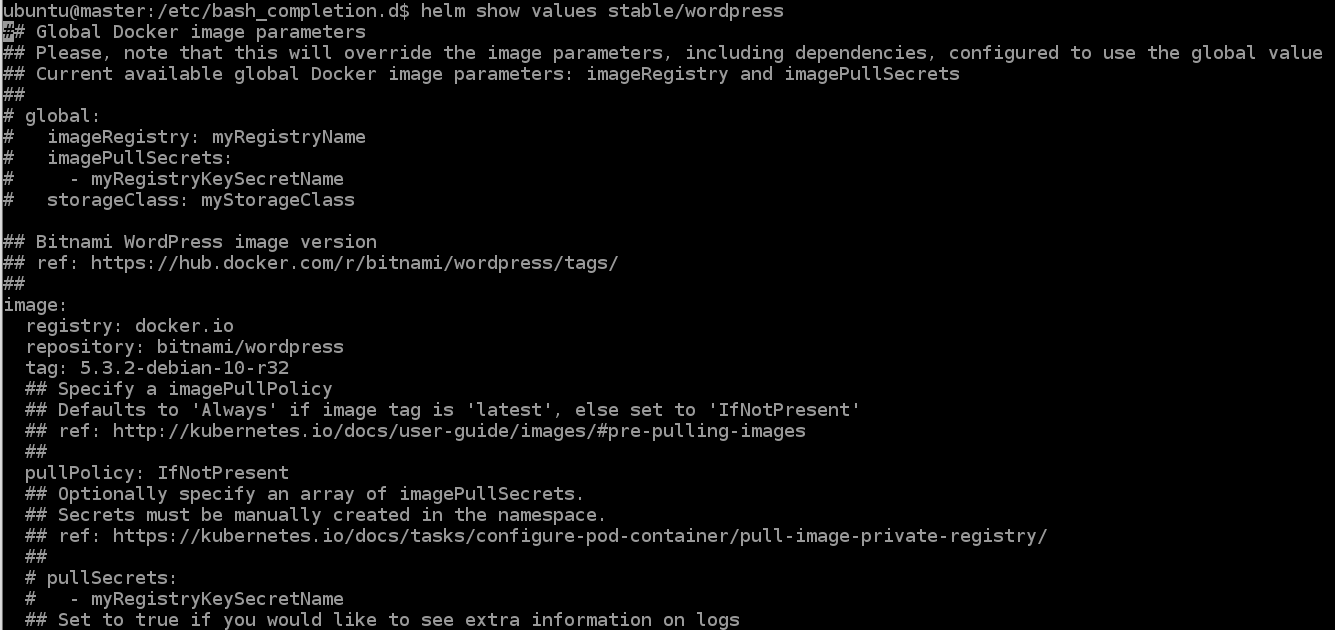 ubuntu@master:/etc/bash_completion.d$ helm show values stable/wordpress
## Global Docker image parameters
## Please, note that this will override the image parameters, including dependencies, configured to use the global value
## Current available global Docker image parameters: imageRegistry and imagePullSecrets
##
# global:
#   imageRegistry: myRegistryName
#   imagePullSecrets:
#     - myRegistryKeySecretName
#   storageClass: myStorageClass

## Bitnami WordPress image version
## ref: https://hub.docker.com/r/bitnami/wordpress/tags/
##
image:
  registry: docker.io
  repository: bitnami/wordpress
  tag: 5.3.2-debian-10-r32
  ## Specify a imagePullPolicy
  ## Defaults to 'Always' if image tag is 'latest', else set to 'IfNotPresent'
  ## ref: http://kubernetes.io/docs/user-guide/images/#pre-pulling-images
  ##
  pullPolicy: IfNotPresent
  ## Optionally specify an array of imagePullSecrets.
  ## Secrets must be manually created in the namespace.
  ## ref: https://kubernetes.io/docs/tasks/configure-pod-container/pull-image-private-registry/
  ##
  # pullSecrets:
  #   - myRegistryKeySecretName
  ## Set to true if you would like to see extra information on logs